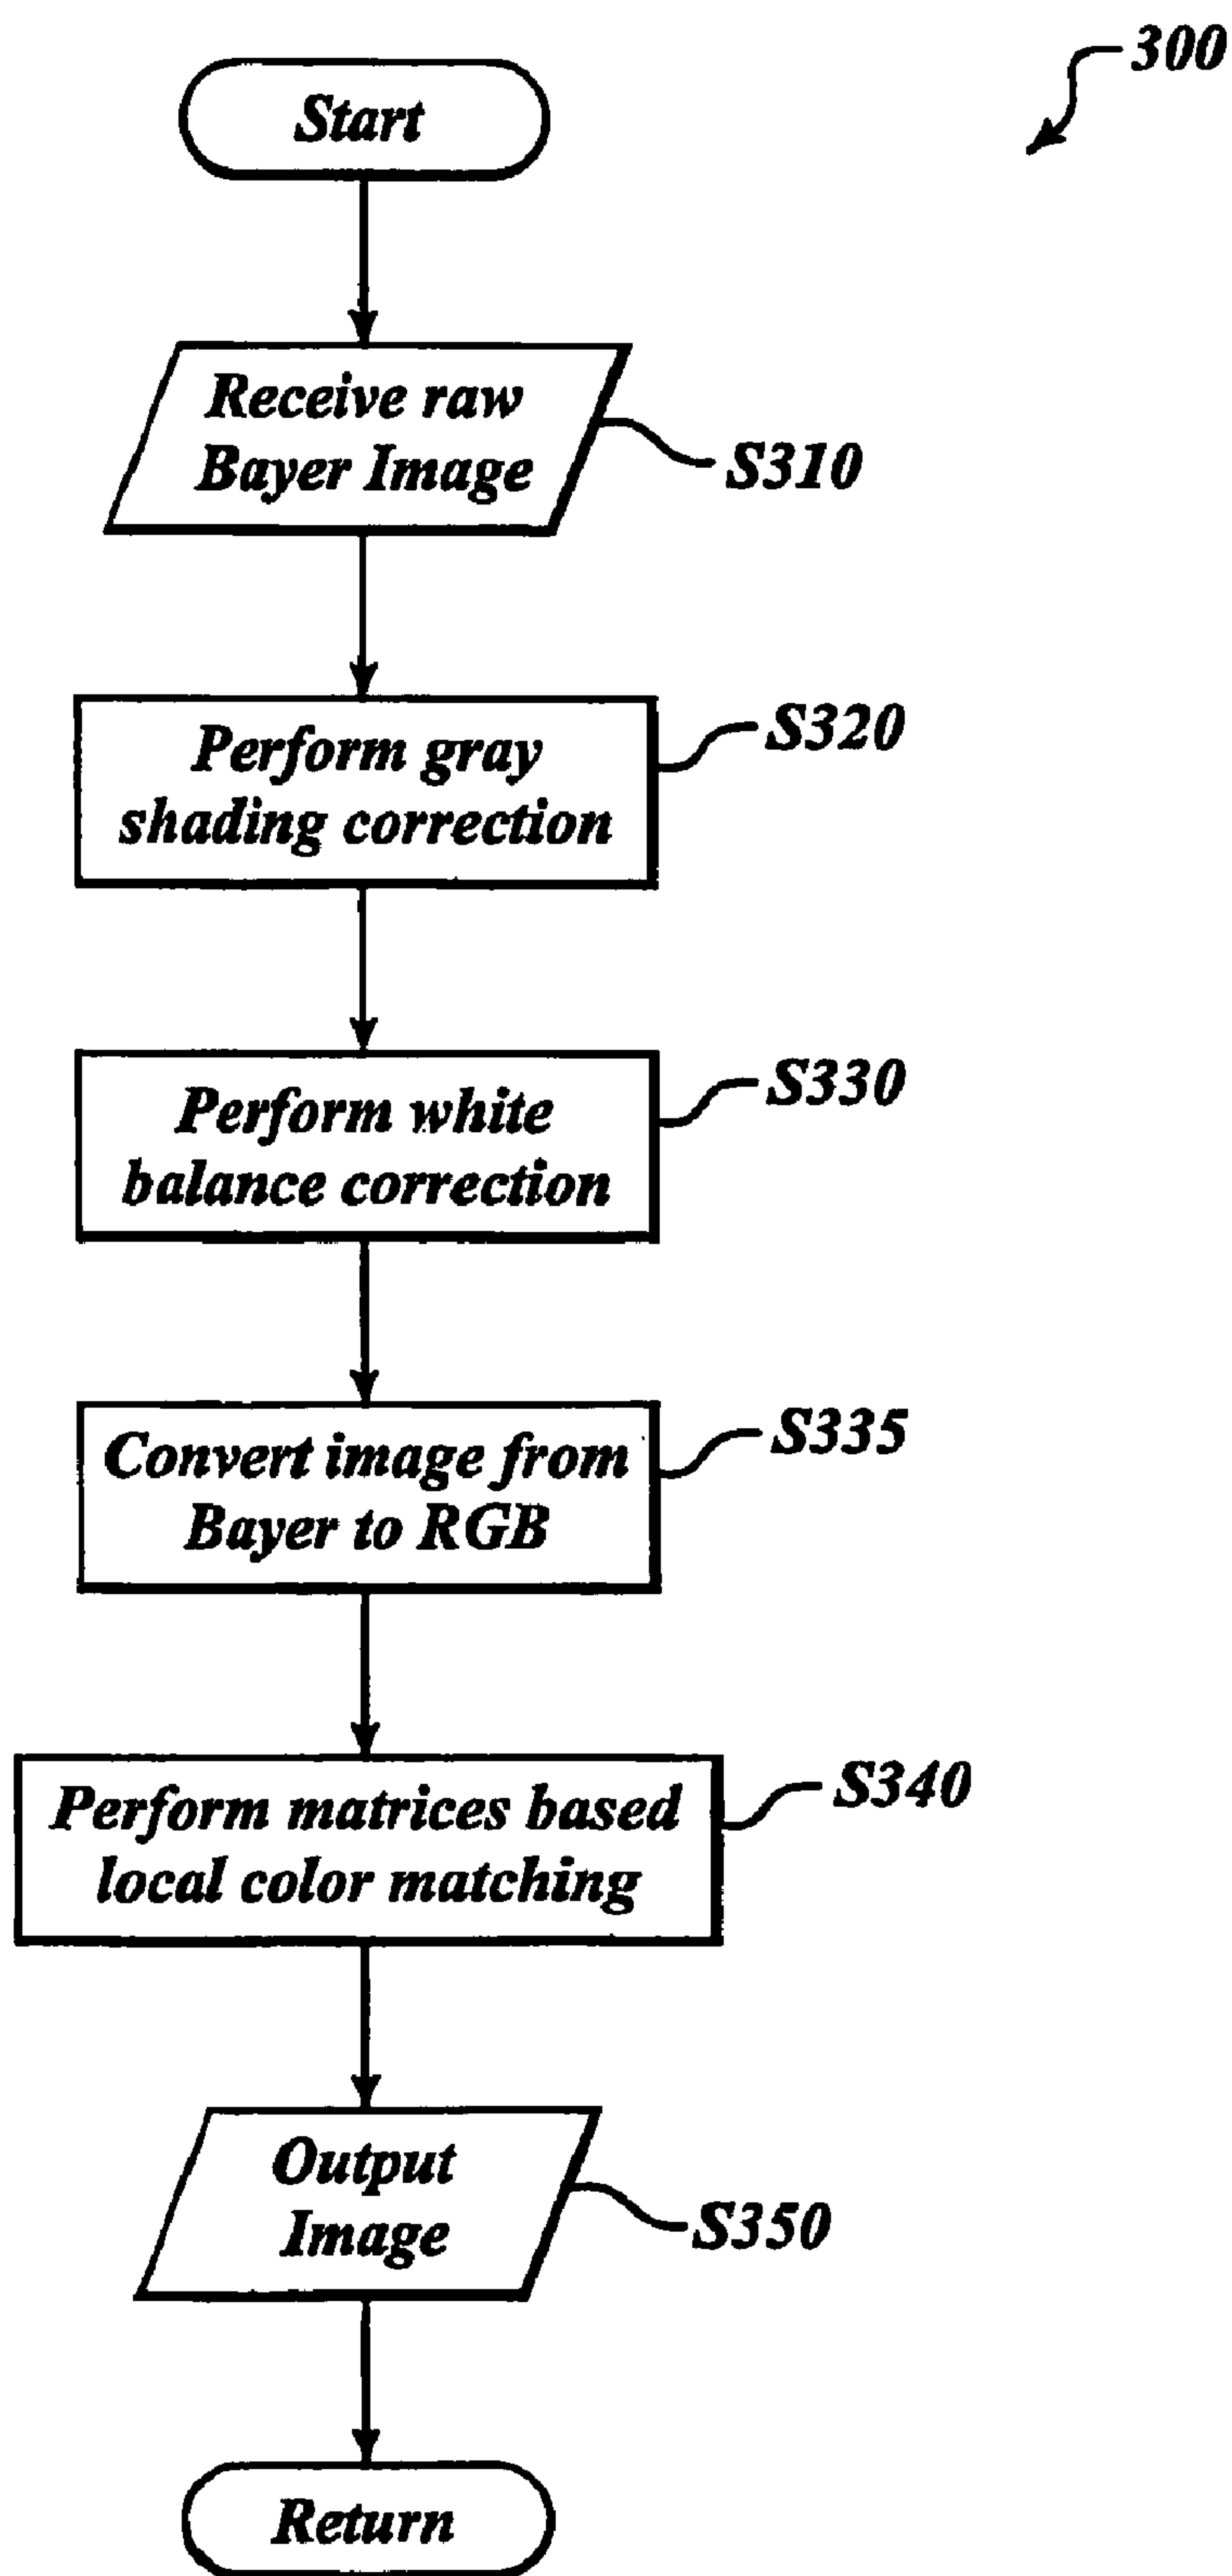 300
Start
Receive raw
Bayer Image
S310
Perform gray
shading correction
S320
Perform white
balance correction
S330
Convert image from
Bayer to RGB
S335
Perform matrices based
local color matching
S340
Output
Image
S350
Return